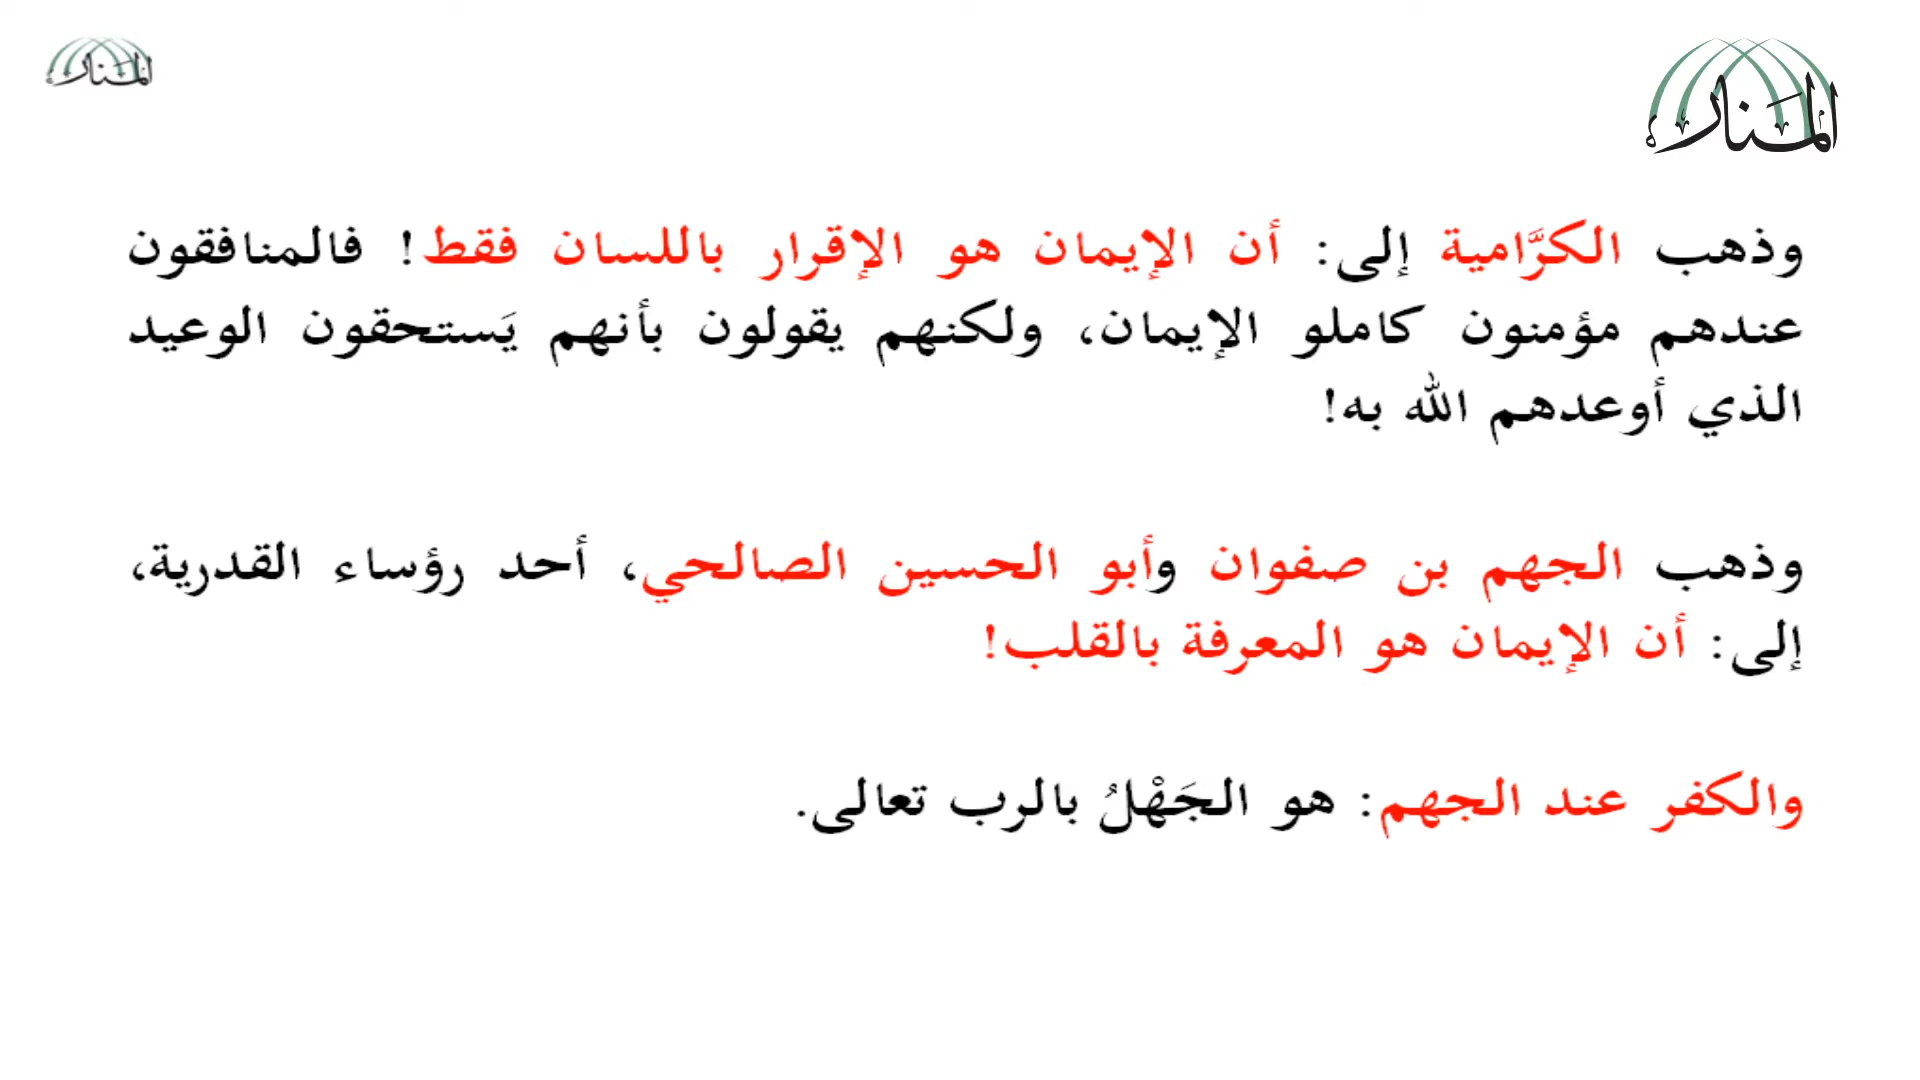 المنارة
المنارة
وذهب الكرَّامية إلى: أن الإيمان هو الإقرار باللسان فقط! فالمنافقون
عندهم مؤمنون كاملو الإيمان، ولكنهم يقولون بأنهم يَستحقون الوعيد
الذي أوعدهم الله به!
وذهب الجهم بن صفوان وأبو الحسين الصالحي، أحد رؤساء القدرية،
إلى: أن الإيمان هو المعرفة بالقلب!
والكفر عند الجهم: هو الجَهْلُ بالرب تعالى.